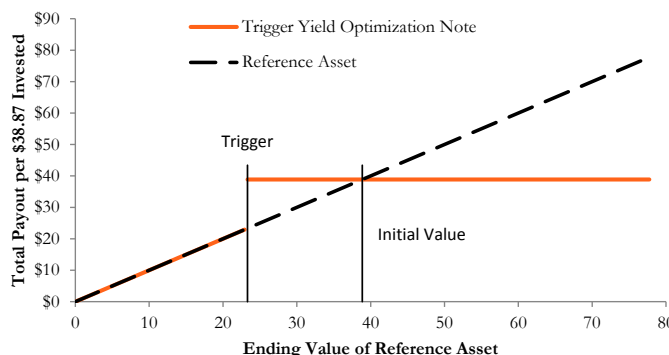 $90
$80
$70
$60
$50
$40
$30
$20
$10
$0
Total Payout per $38.87 Invested
Trigger Yield Optimization Note
Reference Asset
Trigger
Initial Value
0 10 20 30 40 50 60 70 80
Ending Value of Reference Asset